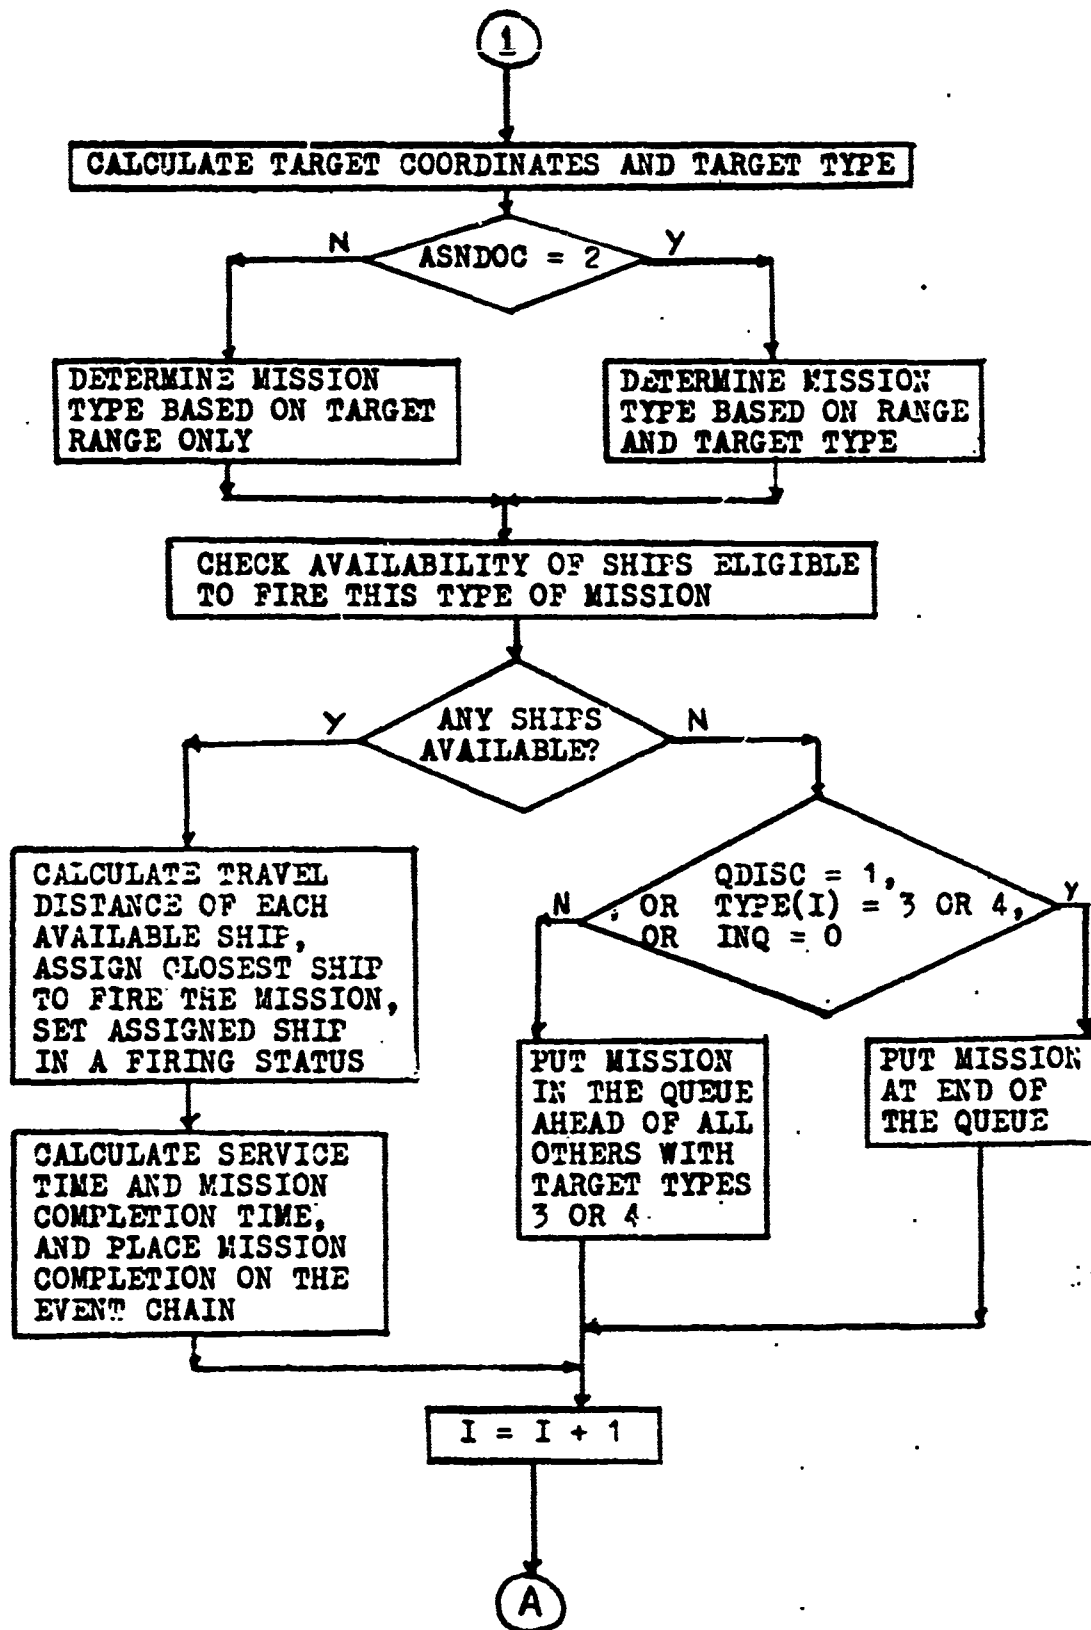 1
CALCULATE TARGET COORDINATES AND TARGET TYPE
N
ASNDOC = 2
Y
DETERMINE MISSION
TYPE BASED ON TARGET
RANGE ONLY
DETERMINE MISSION
TYPE BASED ON RANGE
AND TARGET TYPE
CHECK AVAILABILITY OF SHIPS ELIGIBLE
TO FIRE THIS TYPE OF MISSION
Y
ANY SHIPS
AVAILABLE?
N
CALCULATE TRAVEL
DISTANCE OF EACH
AVAILABLE SHIP,
ASSIGN CLOSEST SHIP
TO FIRE THE MISSION,
SET ASSIGNED SHIP
IN A FIRING STATUS
N
QDISC = 1,
OR TYPE(I) = 3 OR 4,
OR INQ = 0
Y
PUT MISSION
IN THE QUEUE
AHEAD OF ALL
OTHERS WITH
TARGET TYPES
3 OR 4
PUT MISSION
AT END OF
THE QUEUE
CALCULATE SERVICE
TIME AND MISSION
COMPLETION TIME,
AND PLACE MISSION
COMPLETION ON THE
EVENT CHAIN
I = I + 1
A